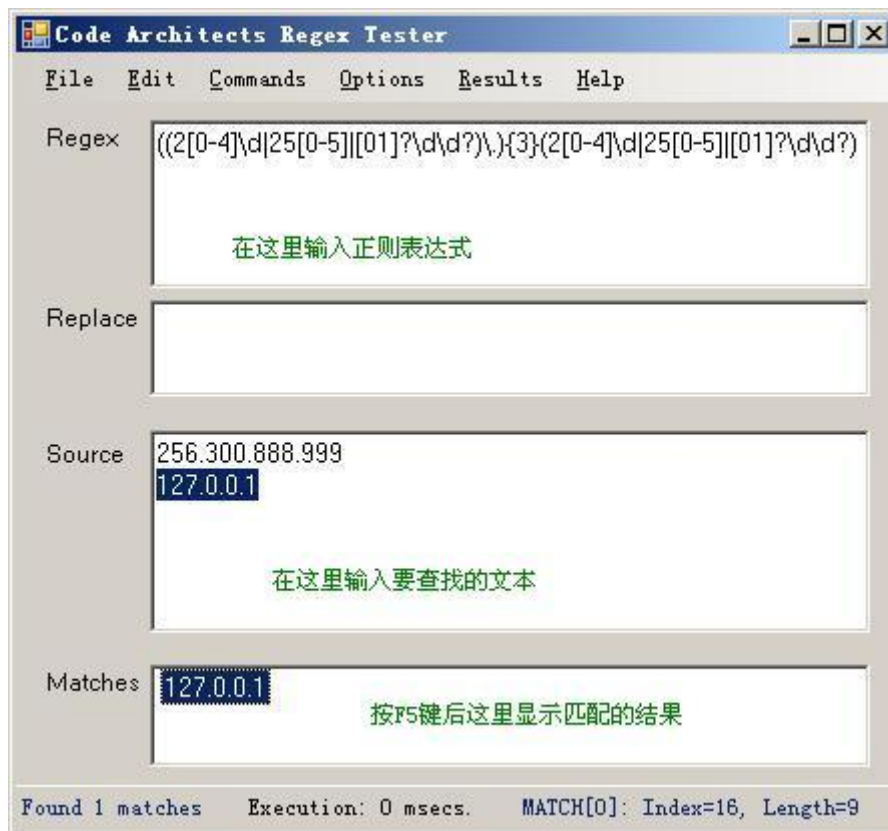 Code Architects Regex Tester
File Edit Commands Options Results Help
Regex
((2[0-4]\d|25[0-5]|[01]?\d\d?)\.){3}(2[0-4]\d|25[0-5]|[01]?\d\d?)
在这里输入正则表达式
Replace
Source
256.300.888.999
127.0.0.1
在这里输入要查找的文本
Matches
127.0.0.1
按F5键后这里显示匹配的结果
Found 1 matches Execution: 0 msecs. MATCH[0]: Index=16, Length=9